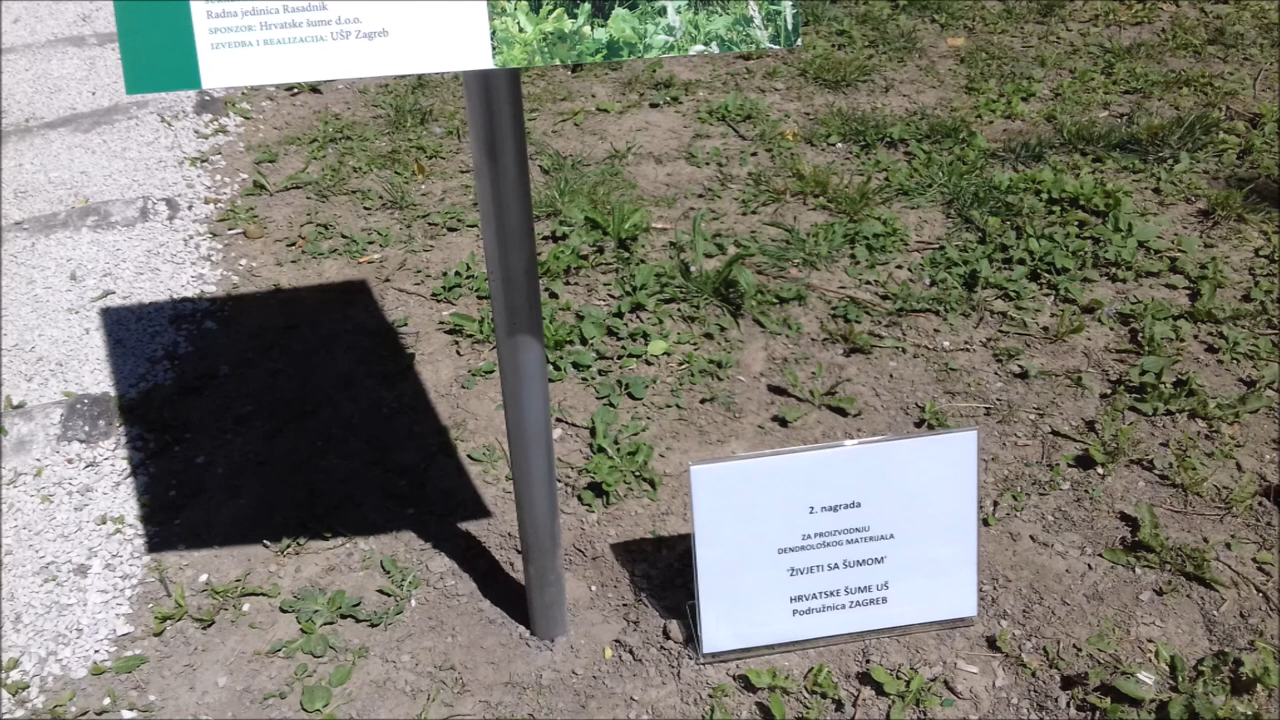 Radna jedinica Rasadnik
SPONZOR: Hrvatske šume d.o.o.
IZVEDBA I REALIZACIJA: UŠP Zagreb
2. nagrada
ZA PROIZVODNJU
DENDROLOŠKOG MATERIJALA
'ŽIVJETI SA ŠUMOM'
HRVATSKE ŠUME UŠ
Podružnica ZAGREB